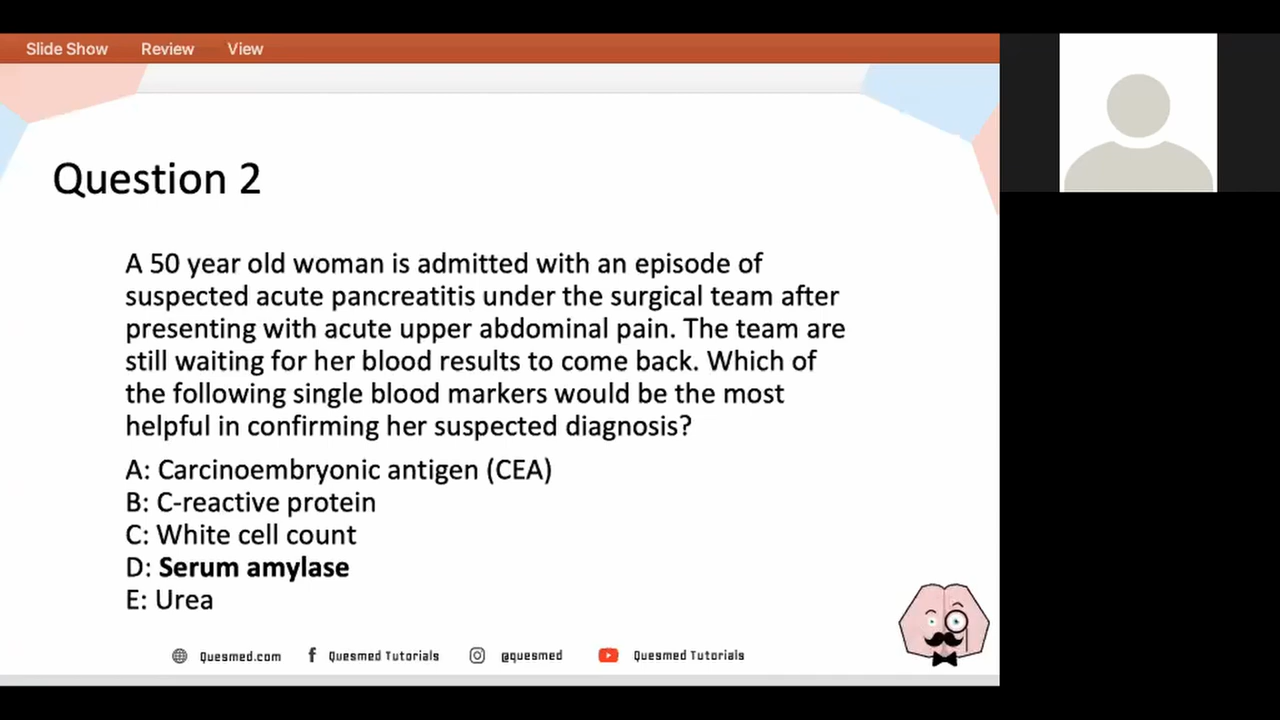 Slide Show Review View
Question 2
A 50 year old woman is admitted with an episode of
suspected acute pancreatitis under the surgical team after
presenting with acute upper abdominal pain. The team are
still waiting for her blood results to come back. Which of
the following single blood markers would be the most
helpful in confirming her suspected diagnosis?
A: Carcinoembryonic antigen (CEA)
B: C-reactive protein
C: White cell count
D: Serum amylase
E: Urea
Quesmed.com Quesmed Tutorials @quesmed Quesmed Tutorials